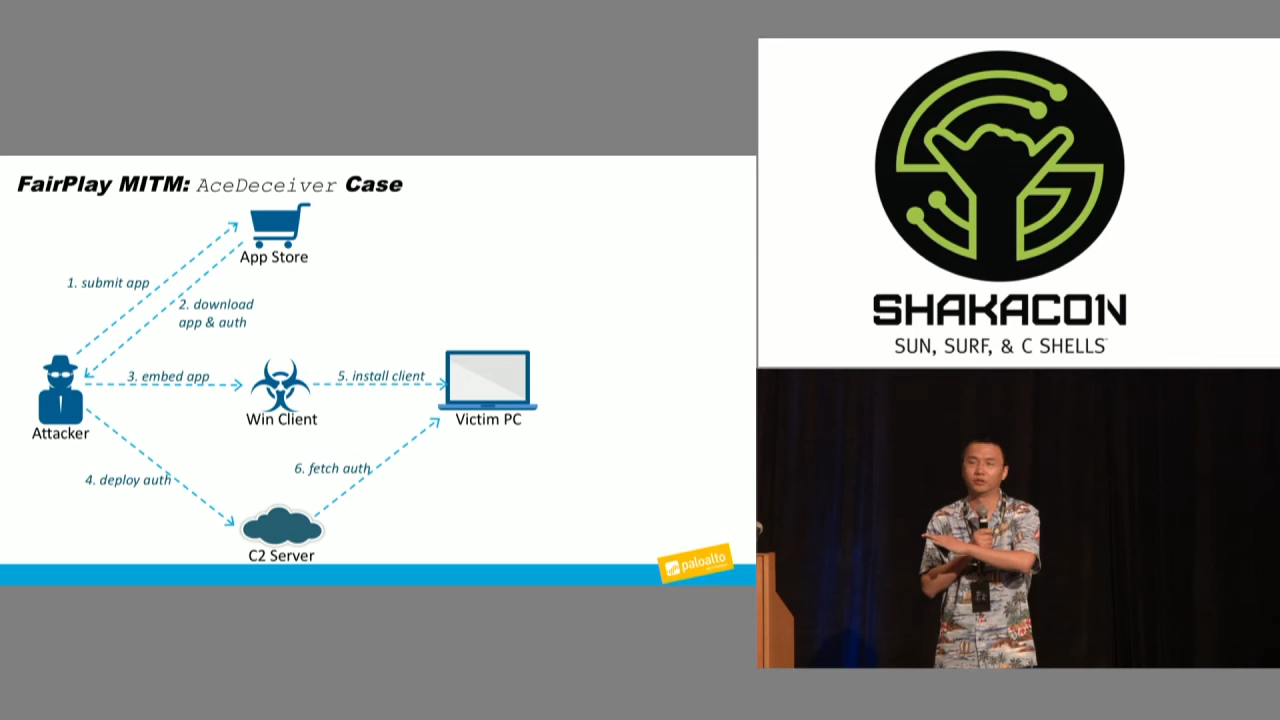 FairPlay MITM: AceDeceiver Case
App Store
1. submit app
2. download
app & auth
3. embed app
5. install client
Attacker
Win Client
Victim PC
4. deploy auth
6. fetch auth
C2 Server
paloalto
SHAKACO1N
SUN, SURF, & C SHELLS